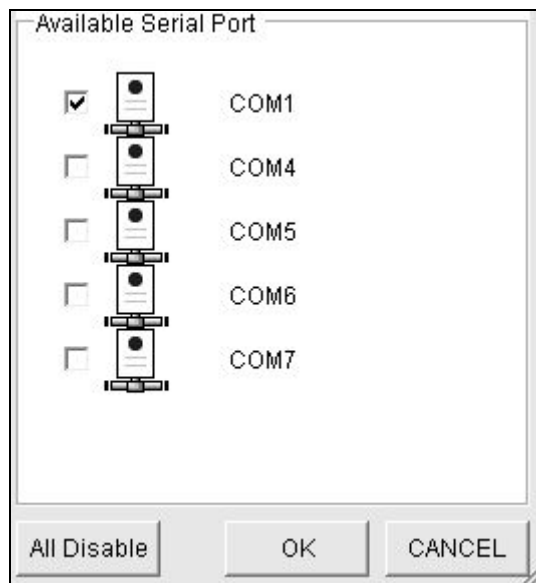 Available Serial Port
COM1
COM4
COM5
COM6
COM7
All Disable OK CANCEL